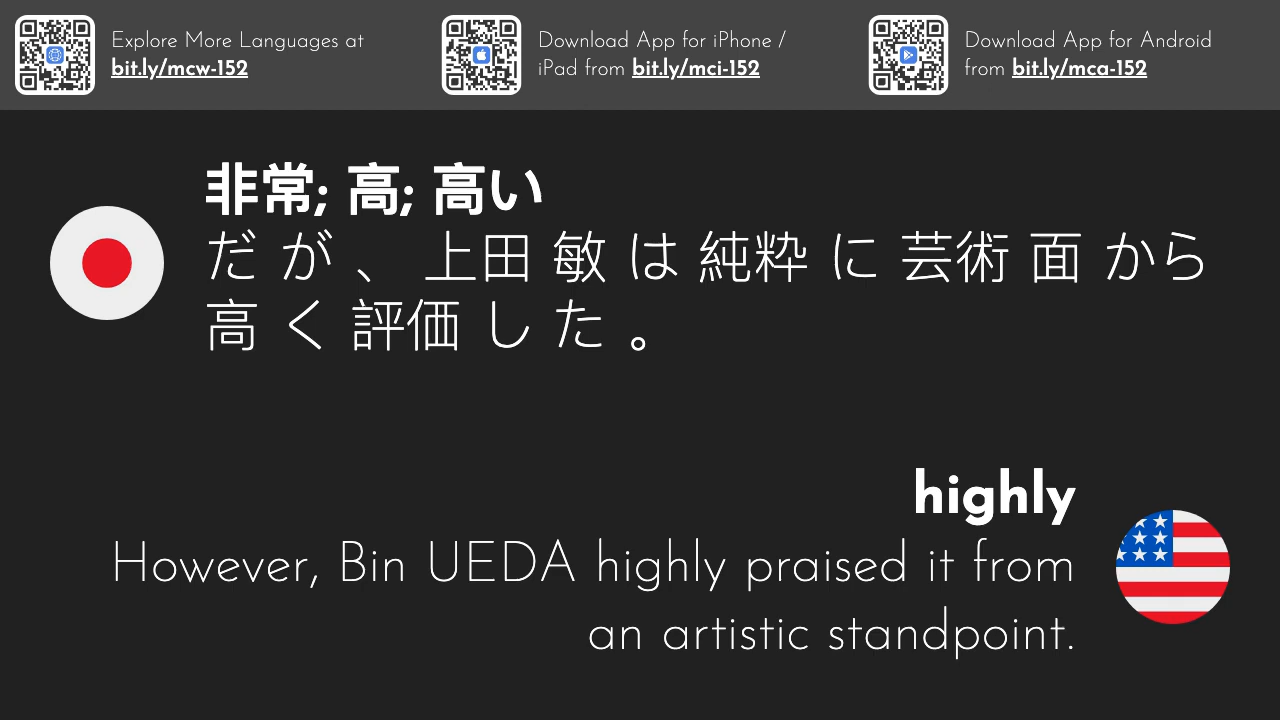 Explore More Languages at
bit.ly/mcw-152
Download App for iPhone /
iPad from bit.ly/mci-152
Download App for Android
from bit.ly/mca-152
非常; 高; 高い
だ が 、 上田 敏 は 純粋 に 芸術 面 から
高 く 評価 し た 。
highly
However, Bin UEDA highly praised it from
an artistic standpoint.